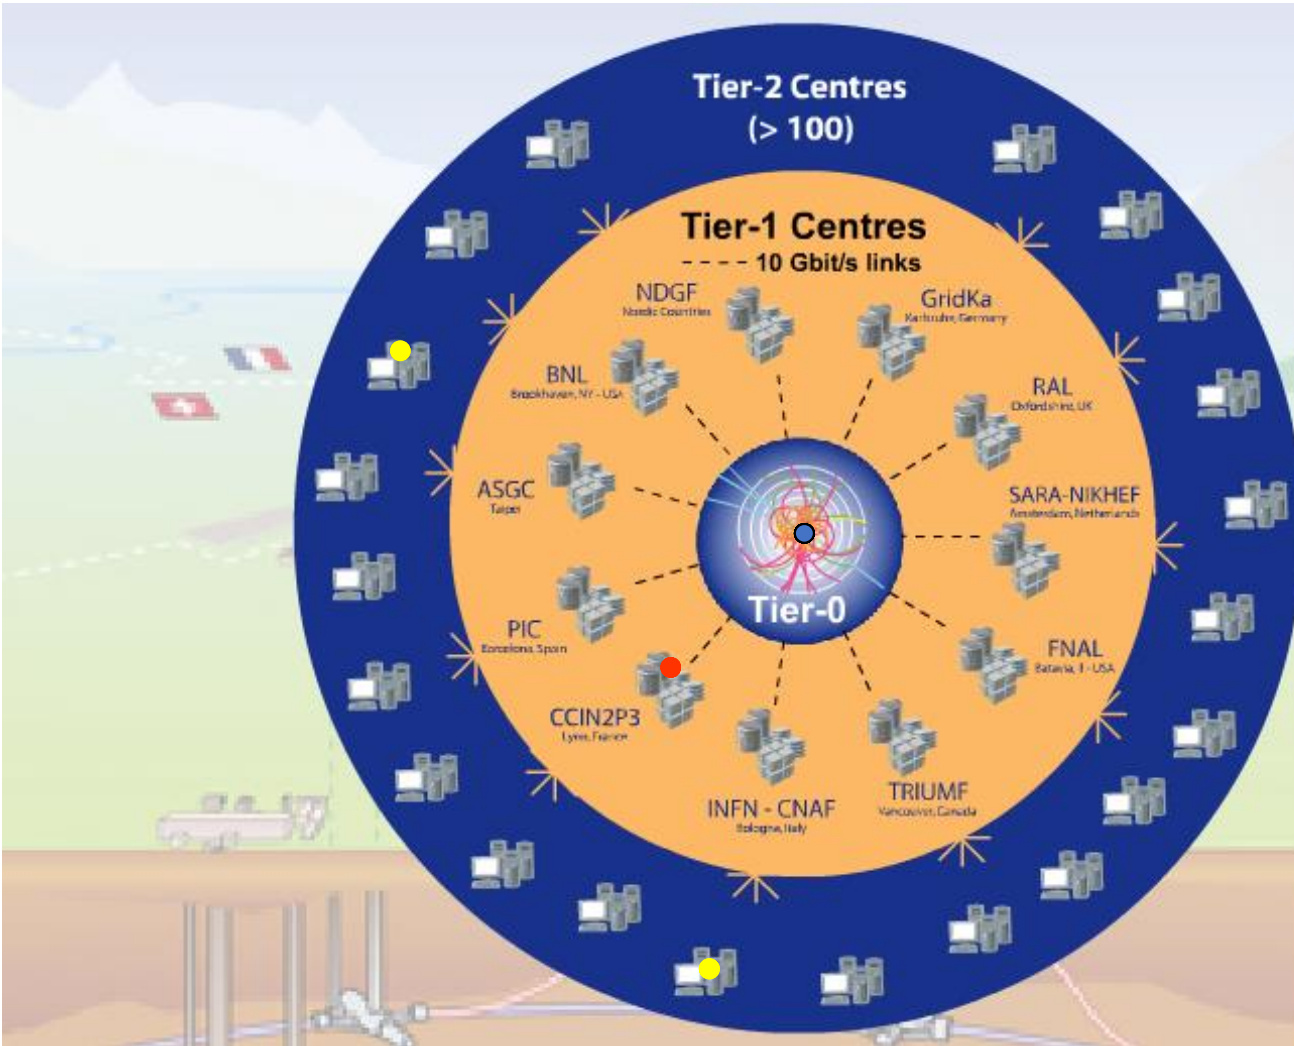 Tier-2 Centres
(> 100)
Tier-1 Centres
---- 10 Gbit/s links
NDGF
Nordic Countries
GridKa
Karlsruhe, Germany
BNL
Brookhaven, NY - USA
RAL
Oxfordshire, UK
ASGC
Taipei
SARA-NIKHEF
Amsterdam, Netherlands
Tier-0
PIC
Barcelona, Spain
FNAL
Batavia, Il - USA
CCIN2P3
Lyon, France
TRIUMF
Vancouver, Canada
INFN - CNAF
Bologna, Italy